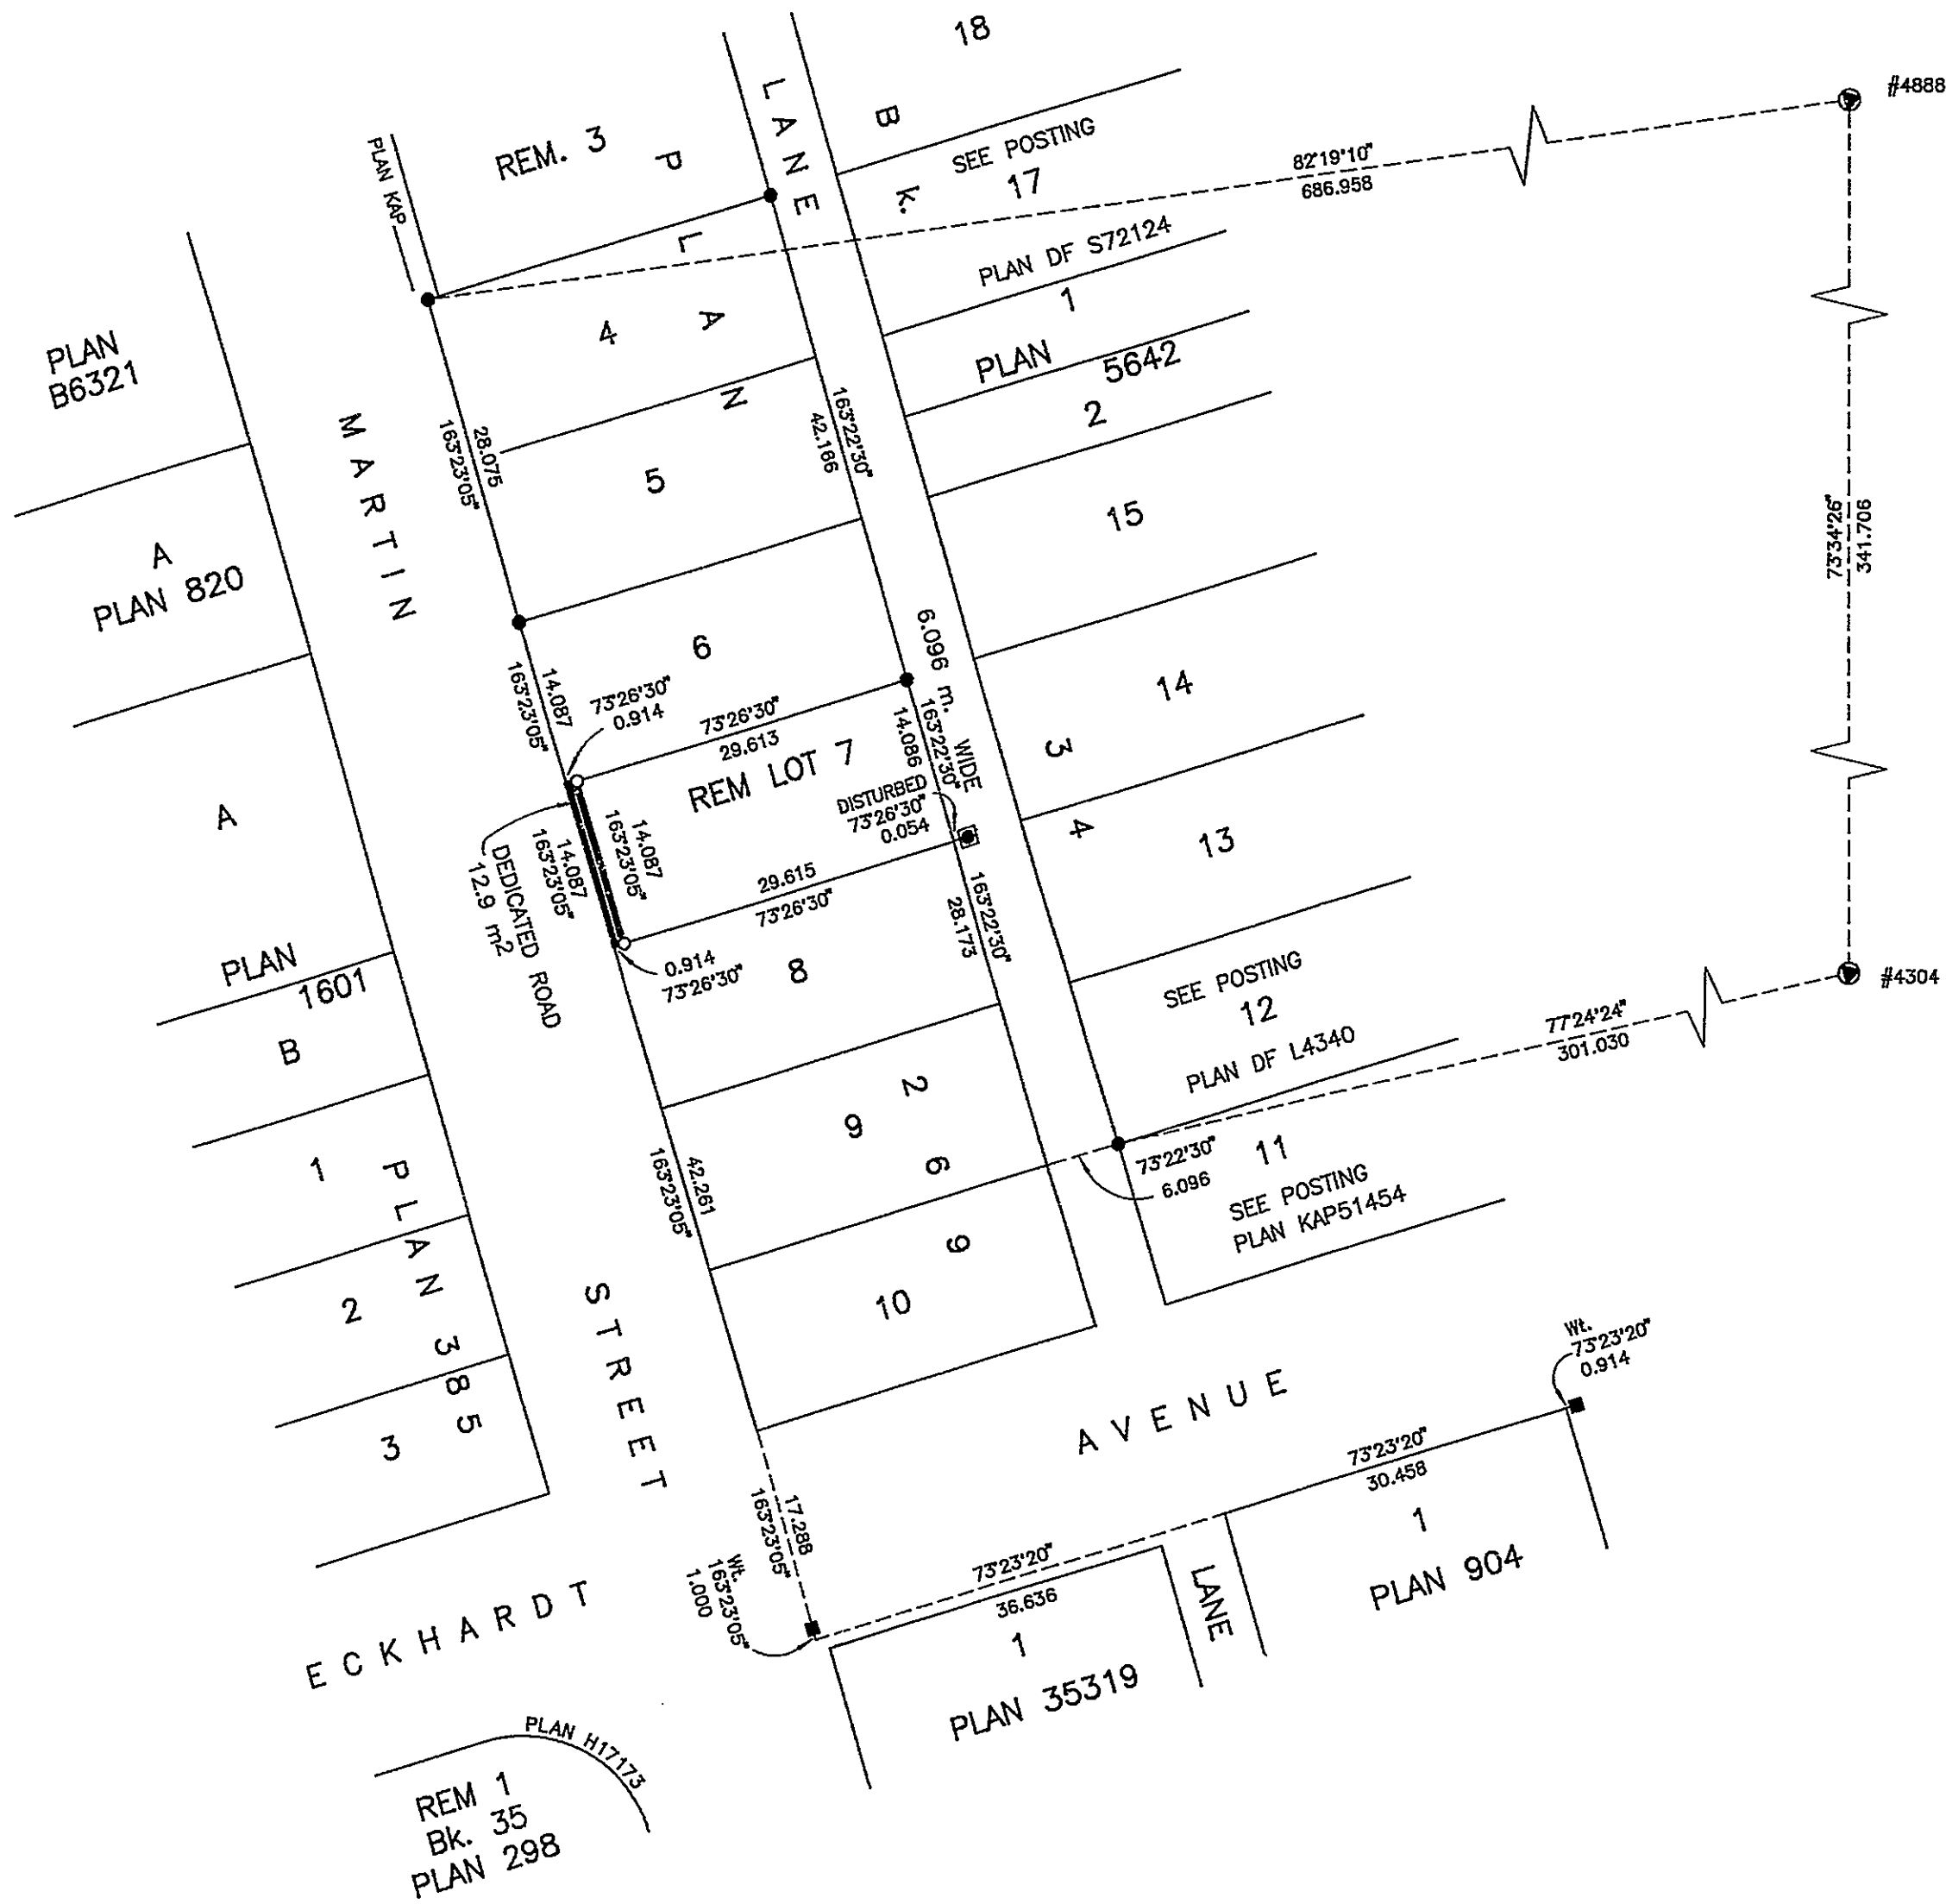 18
#4888
LANE
Bk.
REM. 3
PLAN
SEE POSTING
17
82°19'10"
686.958
PLAN KAP
PLAN DF S72124
1
PLAN 5642
2
4
PLAN
B6321
MARTIN
28.075
163°23'05"
163°22'30"
42.186
5
15
73°34'26"
341.706
A
PLAN 820
6
6.096 m. WIDE
14
14.087
163°23'05"
73°26'30"
0.914
73°26'30"
29.613
REM LOT 7
14.086
163°22'30"
DISTURBED
73°26'30"
0.054
34
13
A
14.087
163°23'05"
14.087
163°23'05"
DEDICATED ROAD
12.9 m2
29.615
73°26'30"
163°22'30"
28.173
0.914
73°26'30"
8
PLAN
1601
SEE POSTING
12
PLAN DF L4340
77°24'24"
301.030
#4304
B
269
9
42.261
163°23'05"
73°22'30"
6.096
11
SEE POSTING
PLAN KAP51454
1
PLAN 385
2
3
10
STREET
Wt.
73°23'20"
0.914
AVENUE
73°23'20"
30.458
1
PLAN 904
17.288
163°23'05"
Wt.
163°23'05"
1.000
73°23'20"
36.636
LANE
1
PLAN 35319
ECKHARDT
PLAN H17173
REM 1
Bk. 35
PLAN 298